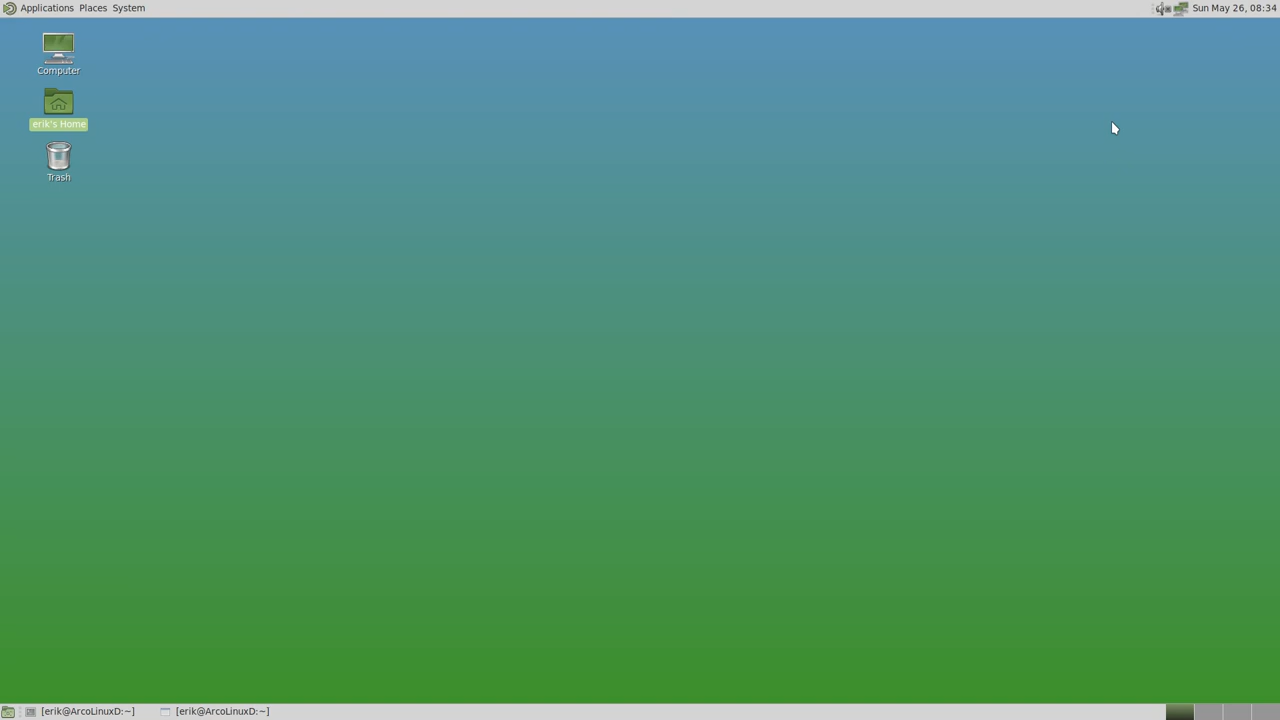 Applications Places System Sun May 26, 08:34
Computer
erik's Home
Trash
[erik@ArcoLinuxD:~] [erik@ArcoLinuxD:~]